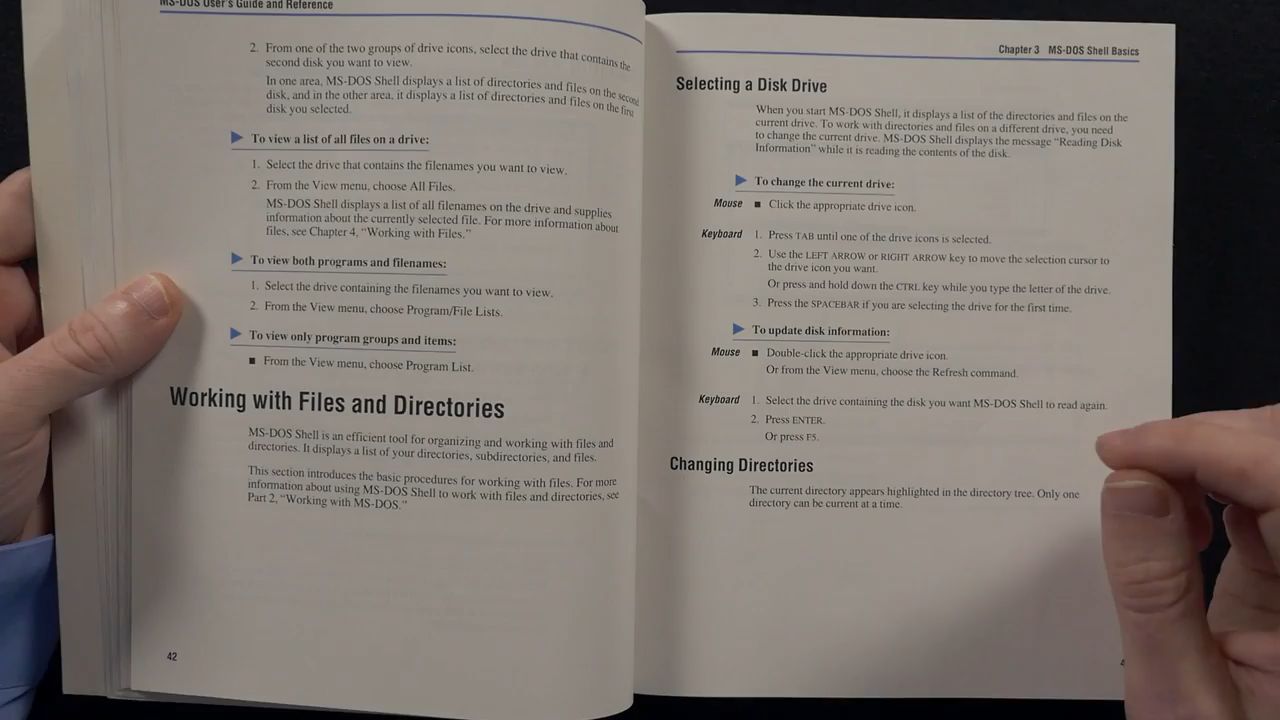 MS-DOS User's Guide and Reference
2. From one of the two groups of drive icons, select the drive that contains the
second disk you want to view.
In one area, MS-DOS Shell displays a list of directories and files on the second
disk, and in the other area, it displays a list of directories and files on the first
disk you selected.
To view a list of all files on a drive:
1. Select the drive that contains the filenames you want to view.
2. From the View menu, choose All Files.
MS-DOS Shell displays a list of all filenames on the drive and supplies
information about the currently selected file. For more information about
files, see Chapter 4, “Working with Files.”
To view both programs and filenames:
1. Select the drive containing the filenames you want to view.
2. From the View menu, choose Program/File Lists.
To view only program groups and items:
■ From the View menu, choose Program List.
Working with Files and Directories
MS-DOS Shell is an efficient tool for organizing and working with files and
directories. It displays a list of your directories, subdirectories, and files.
This section introduces the basic procedures for working with files. For more
information about using MS-DOS Shell to work with files and directories, see
Part 2, “Working with MS-DOS.”
42
Chapter 3 MS-DOS Shell Basics
Selecting a Disk Drive
When you start MS-DOS Shell, it displays a list of the directories and files on the
current drive. To work with directories and files on a different drive, you need
to change the current drive. MS-DOS Shell displays the message “Reading Disk
Information” while it is reading the contents of the disk.
To change the current drive:
Mouse ■ Click the appropriate drive icon.
Keyboard 1. Press TAB until one of the drive icons is selected.
2. Use the LEFT ARROW or RIGHT ARROW key to move the selection cursor to
the drive icon you want.
Or press and hold down the CTRL key while you type the letter of the drive.
3. Press the SPACEBAR if you are selecting the drive for the first time.
To update disk information:
Mouse ■ Double-click the appropriate drive icon.
Or from the View menu, choose the Refresh command.
Keyboard 1. Select the drive containing the disk you want MS-DOS Shell to read again.
2. Press ENTER.
Or press F5.
Changing Directories
The current directory appears highlighted in the directory tree. Only one
directory can be current at a time.